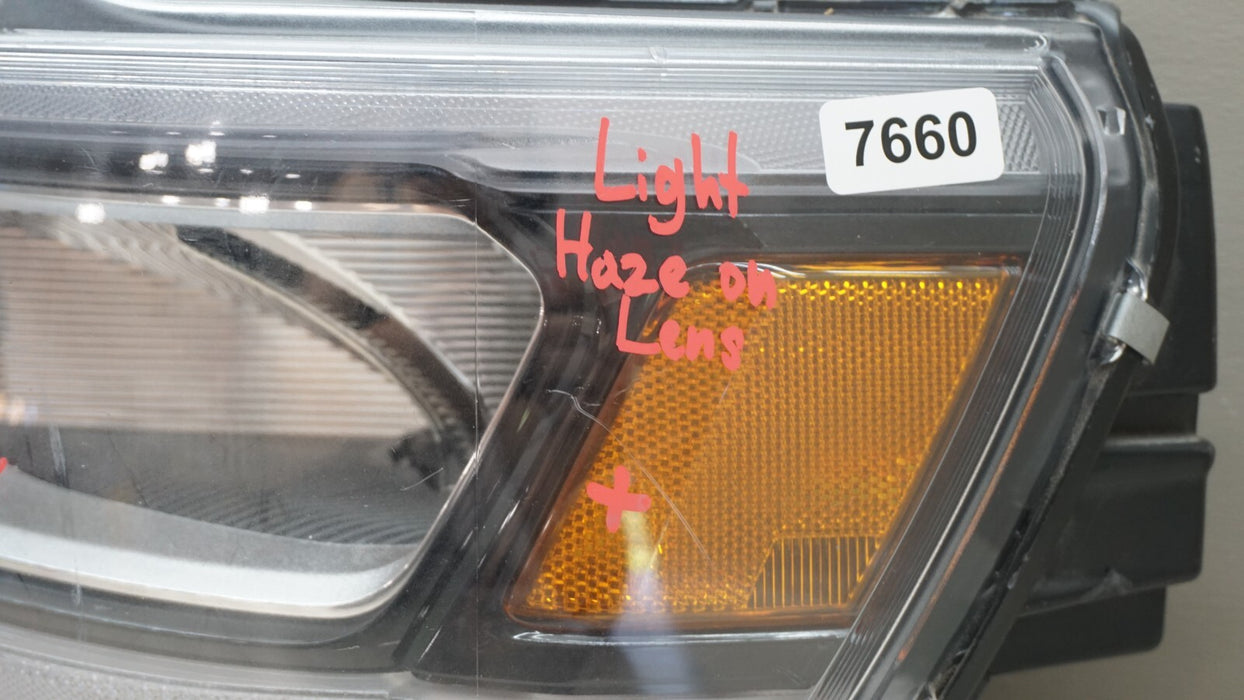 7660
Light
Haze on
Lens
+